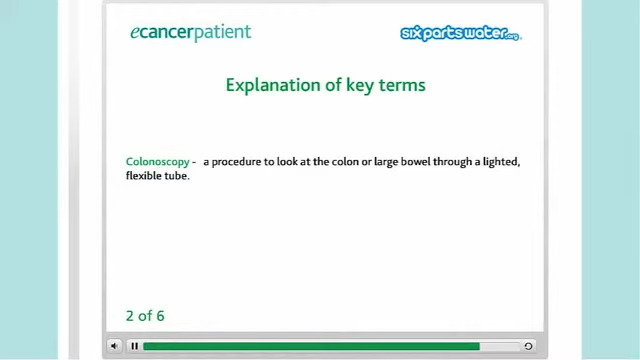 ecancerpatient
sixpartswater.org
Explanation of key terms
Colonoscopy - a procedure to look at the colon or large bowel through a lighted,
flexible tube.
2 of 6